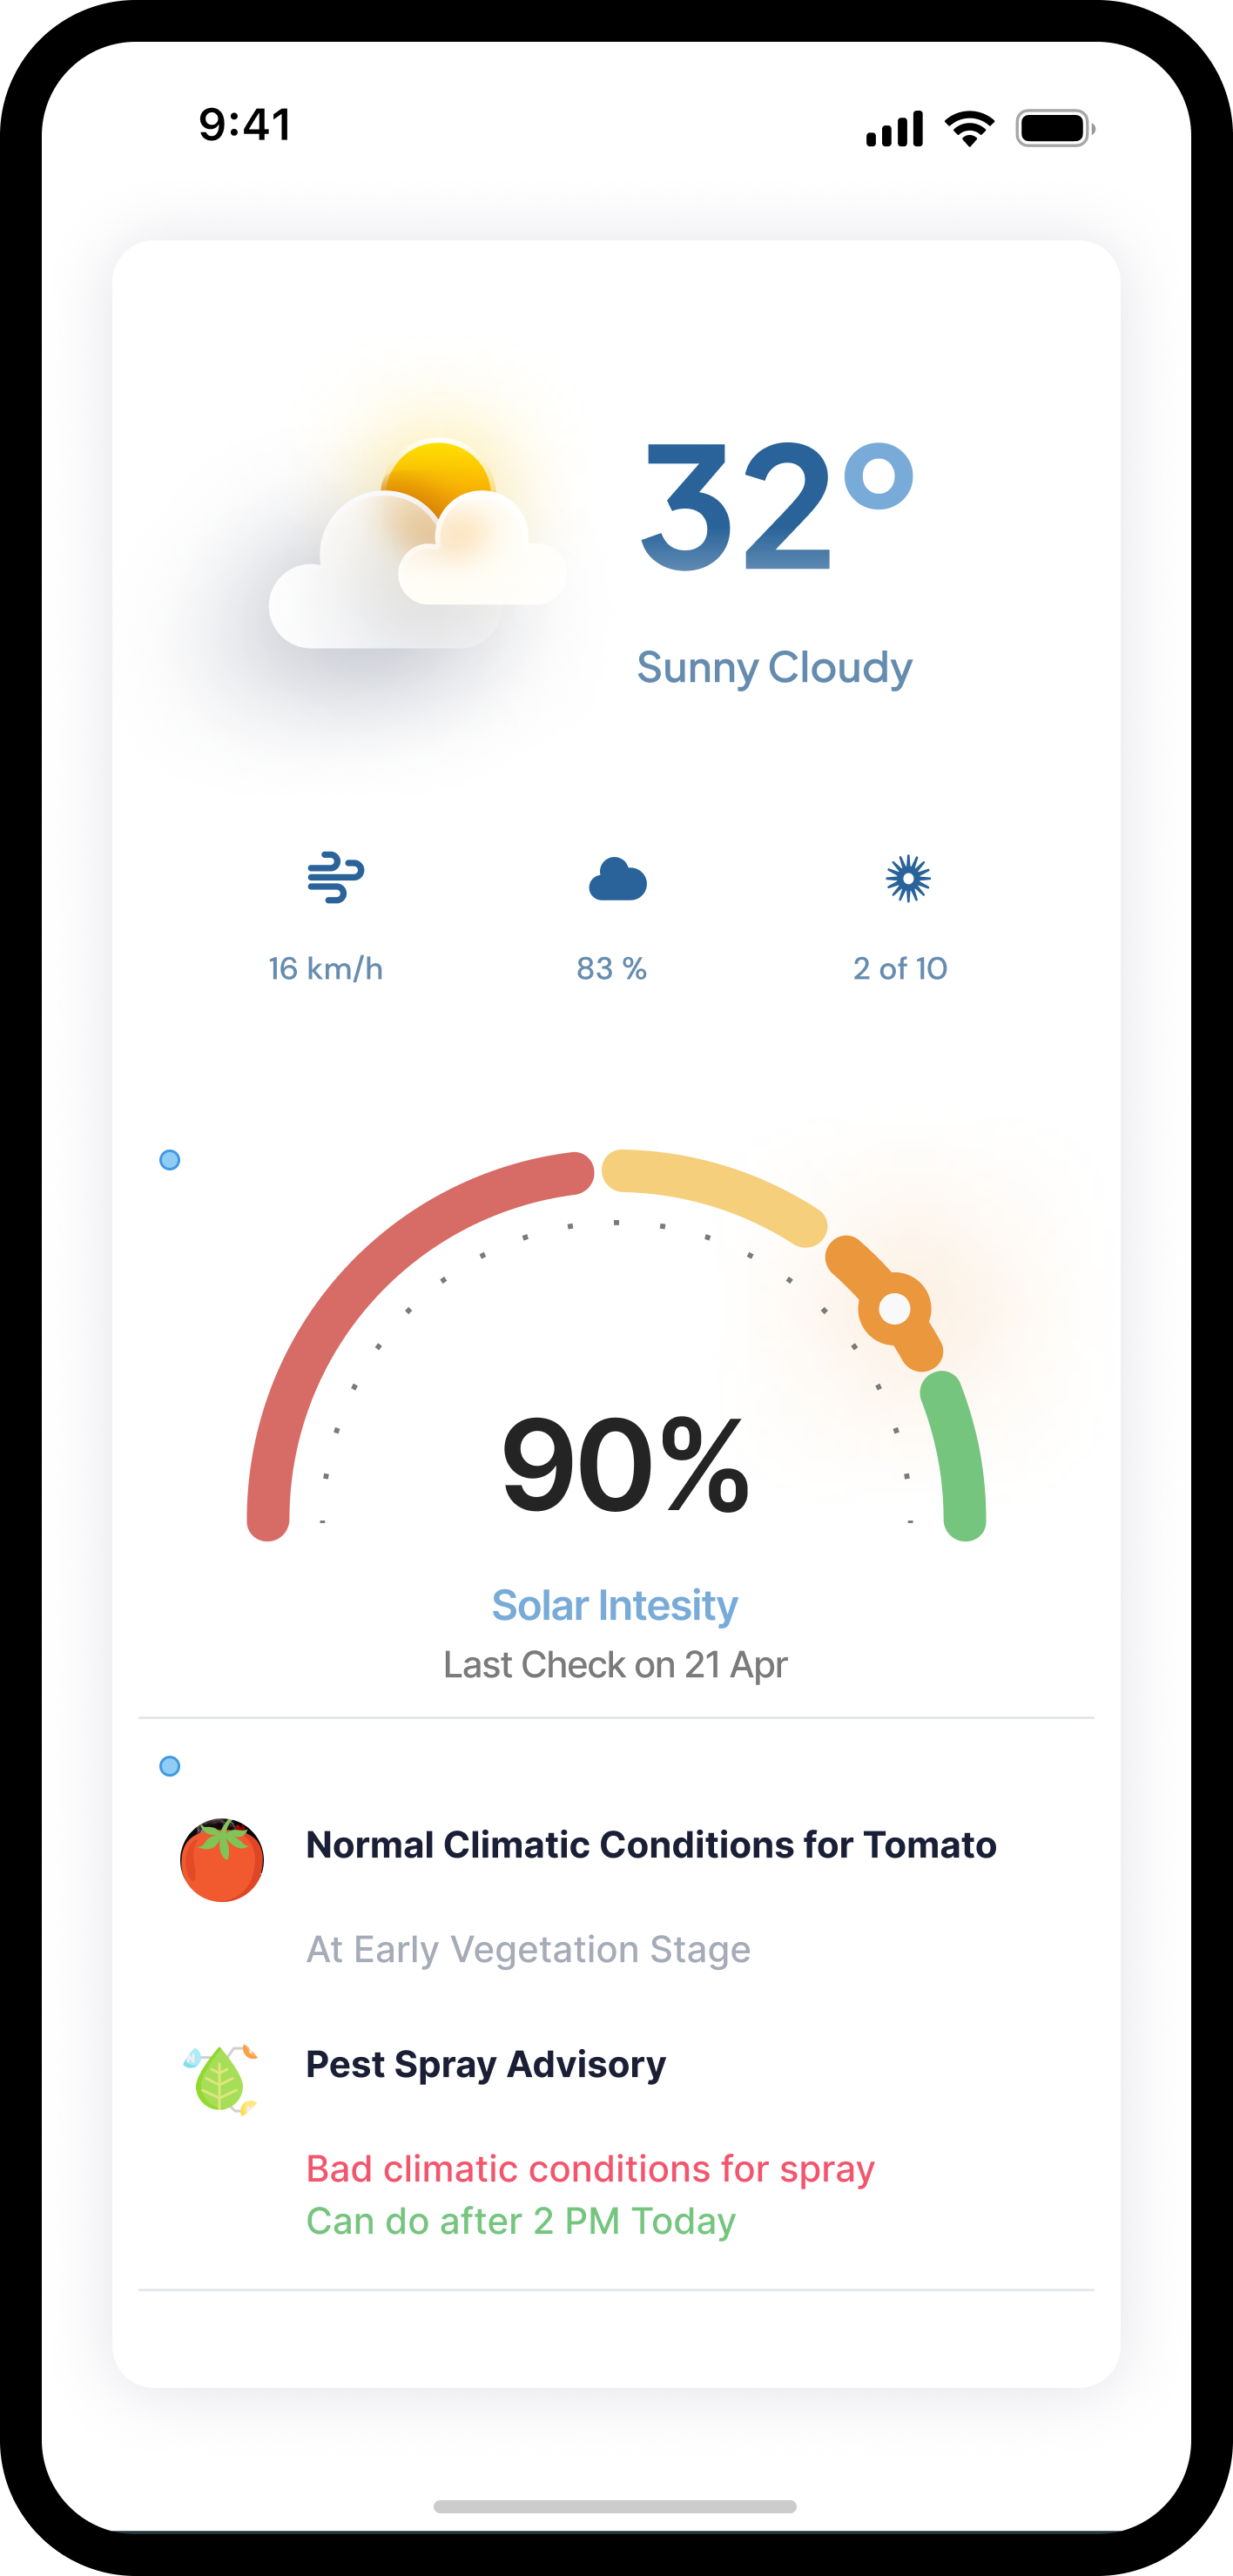 9:41
32°
Sunny Cloudy
16 km/h
83 %
2 of 10
90%
Solar Intesity
Last Check on 21 Apr
Normal Climatic Conditions for Tomato
At Early Vegetation Stage
Pest Spray Advisory
Bad climatic conditions for spray
Can do after 2 PM Today